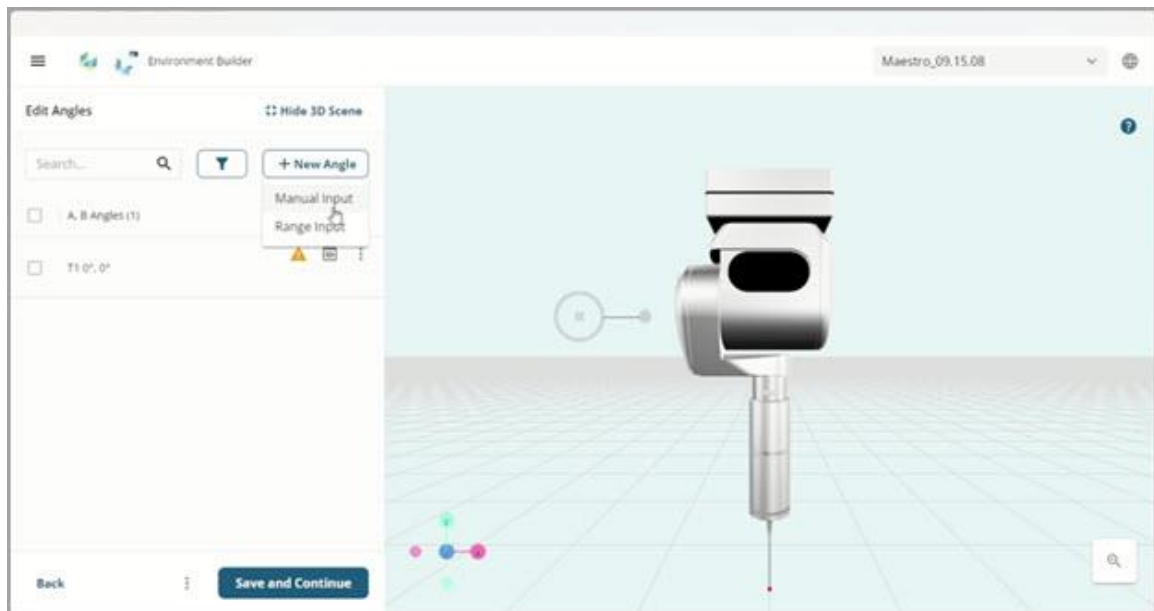 Environment Builder
Maestro_09.15.08
Edit Angles
Hide 3D Scene
Search...
+ New Angle
Manual Input
Range Input
A, B Angles (1)
T1 0°, 0°
?
Back
Save and Continue